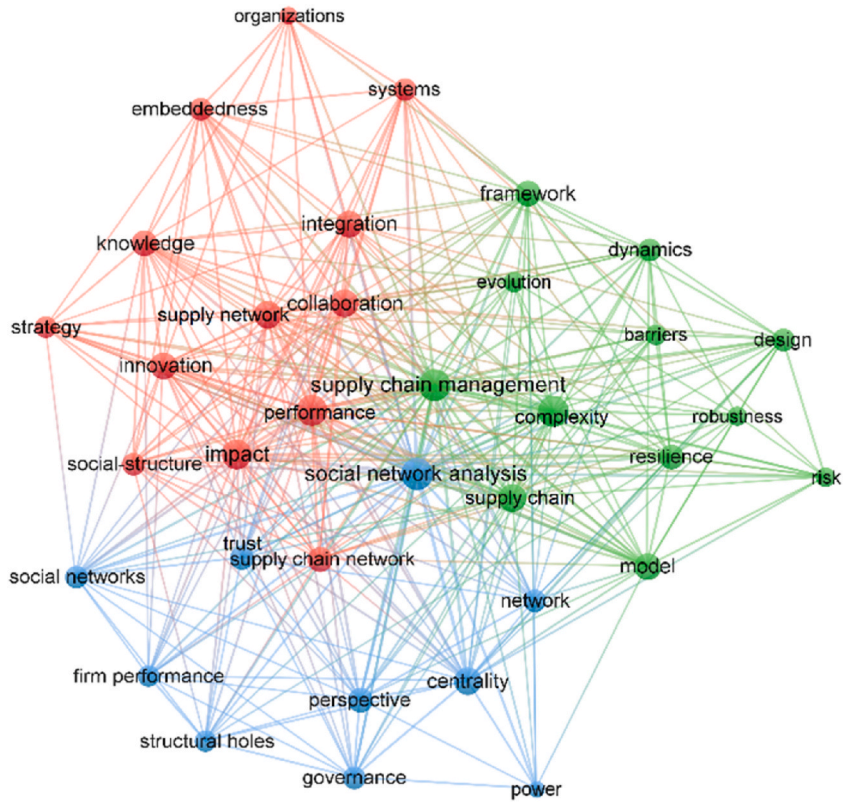 organizations
systems
embeddedness
framework
integration
knowledge
dynamics
evolution
collaboration
supply network
strategy
barriers
design
innovation
supply chain management
performance
complexity
robustness
impact
social-structure
resilience
social network analysis
risk
supply chain
trust
supply chain network
model
social networks
network
firm performance
centrality
perspective
structural holes
governance
power